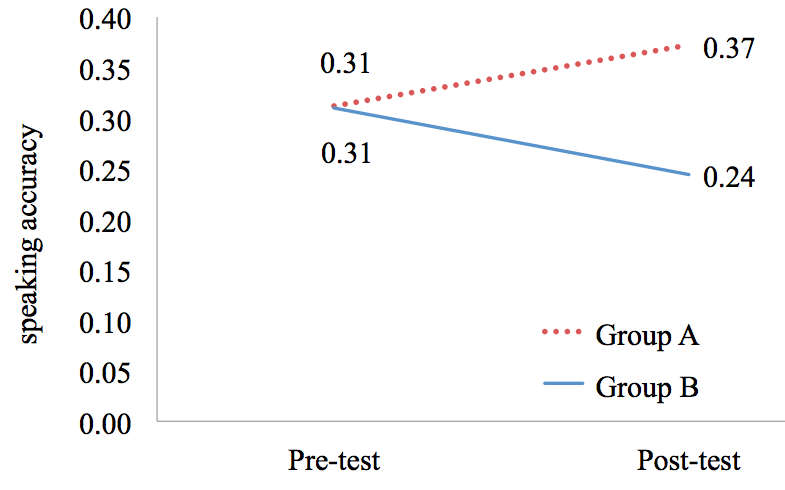 0.40
0.35
0.30
0.25
0.20
0.15
0.10
0.05
0.00
speaking accuracy
0.31
0.31
0.37
0.24
Group A
Group B
Pre-test
Post-test